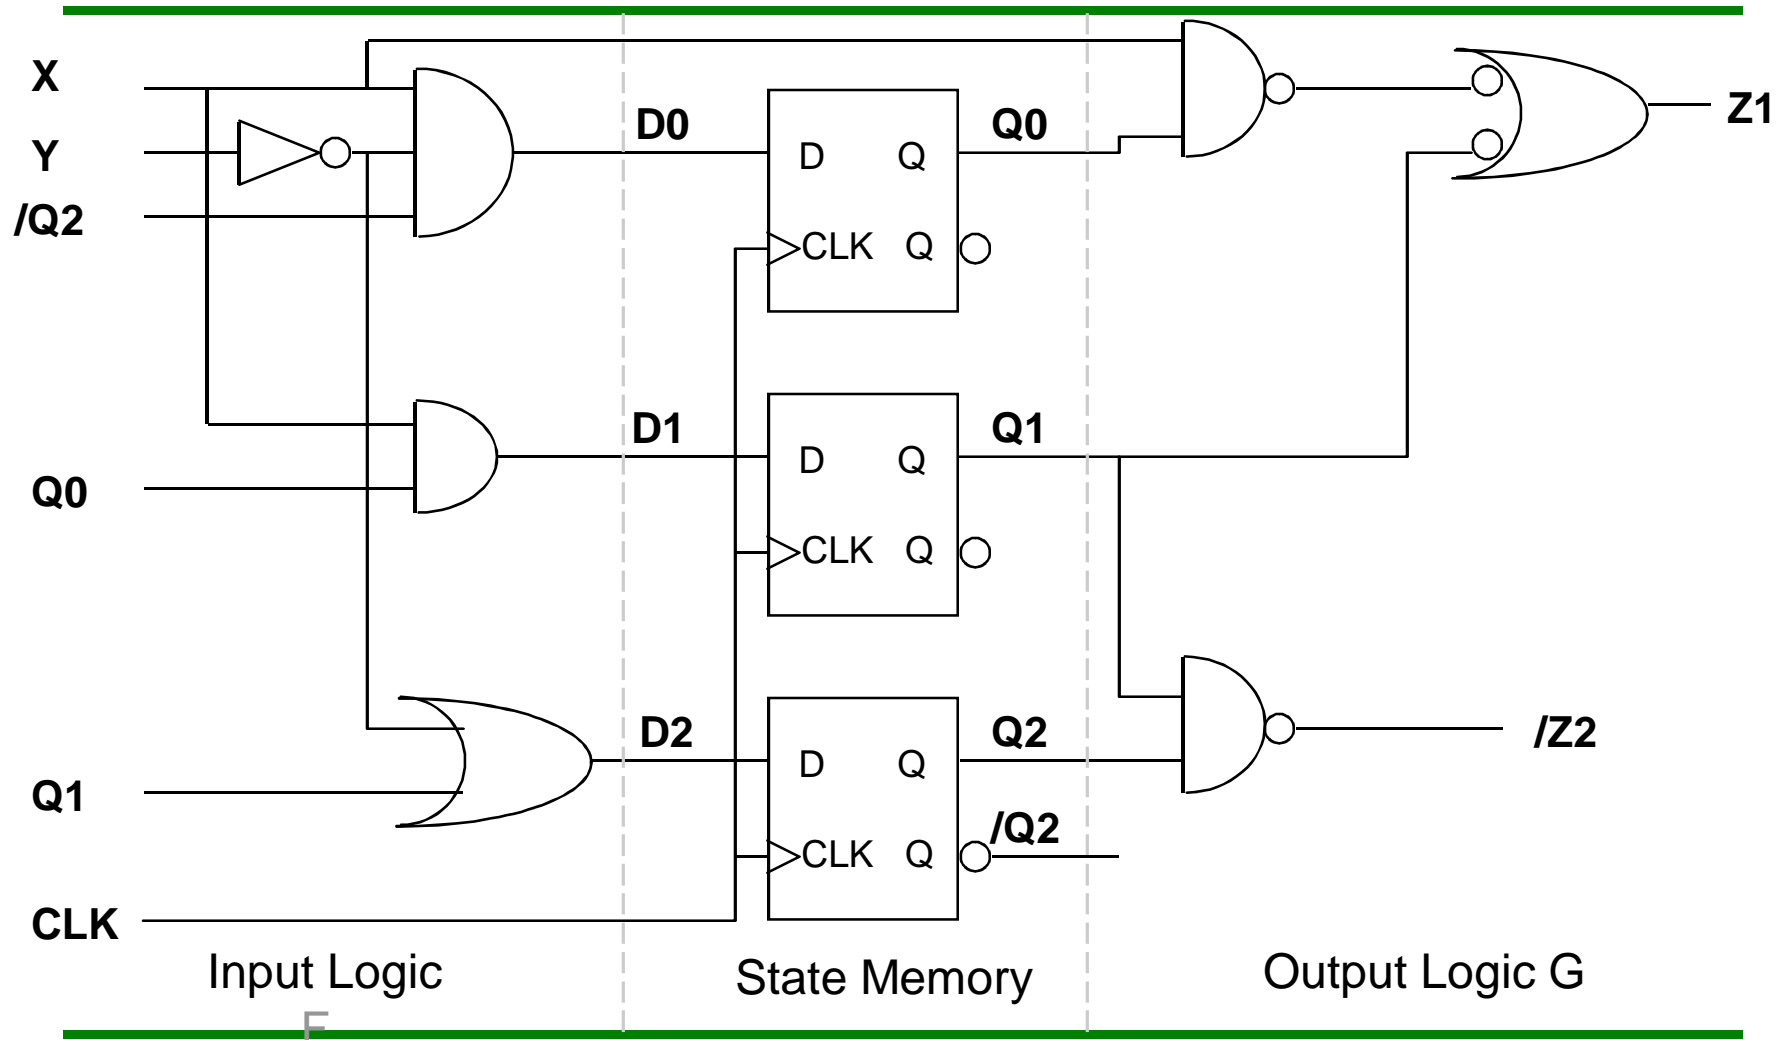 X
Y
/Q2
Q0
Q1
CLK
D0
D1
D2
D Q
CLK Q
D Q
CLK Q
D Q
CLK Q
Q0
Q1
Q2
/Q2
Z1
/Z2
Input Logic
F
State Memory
Output Logic G